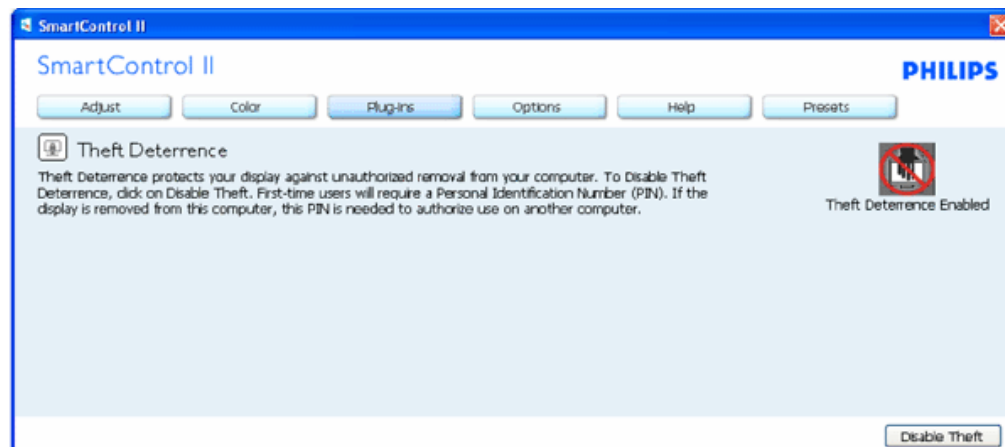 SmartControl II
SmartControl II
PHILIPS
Adjust Color Plug-Ins Options Help Presets
Theft Deterrence
Theft Deterrence protects your display against unauthorized removal from your computer. To Disable Theft
Deterrence, click on Disable Theft. First-time users will require a Personal Identification Number (PIN). If the
display is removed from this computer, this PIN is needed to authorize use on another computer.
Theft Deterrence Enabled
Disable Theft